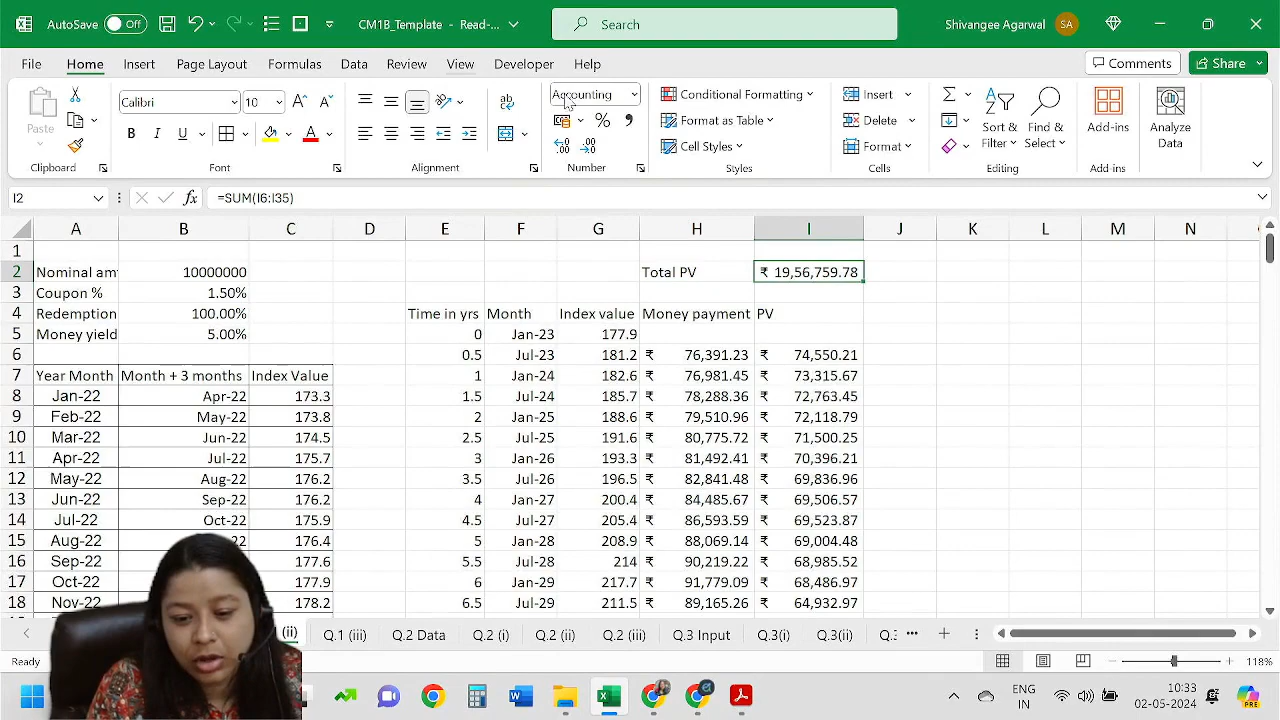 AutoSave Off CM1B_Template - Read-... Search Shivangee Agarwal SA
File Home Insert Page Layout Formulas Data Review View Developer Help Comments Share
Calibri 10 Accounting Conditional Formatting Insert
Paste Format as Table Delete Sort & Filter Find & Select Add-ins Analyze Data
B I U % Cell Styles Format
Clipboard Font Alignment Number Styles Cells Editing Add-ins
I2 fx =SUM(I6:I35)
A B C D E F G H I J K L M N
1
2 Nominal am 10000000 Total PV ₹ 19,56,759.78
3 Coupon % 1.50%
4 Redemption 100.00% Time in yrs Month Index value Money payment PV
5 Money yield 5.00% 0 Jan-23 177.9
6 0.5 Jul-23 181.2 ₹ 76,391.23 ₹ 74,550.21
7 Year Month Month + 3 months Index Value 1 Jan-24 182.6 ₹ 76,981.45 ₹ 73,315.67
8 Jan-22 Apr-22 173.3 1.5 Jul-24 185.7 ₹ 78,288.36 ₹ 72,763.45
9 Feb-22 May-22 173.8 2 Jan-25 188.6 ₹ 79,510.96 ₹ 72,118.79
10 Mar-22 Jun-22 174.5 2.5 Jul-25 191.6 ₹ 80,775.72 ₹ 71,500.25
11 Apr-22 Jul-22 175.7 3 Jan-26 193.3 ₹ 81,492.41 ₹ 70,396.21
12 May-22 Aug-22 176.2 3.5 Jul-26 196.5 ₹ 82,841.48 ₹ 69,836.96
13 Jun-22 Sep-22 176.2 4 Jan-27 200.4 ₹ 84,485.67 ₹ 69,506.57
14 Jul-22 Oct-22 175.9 4.5 Jul-27 205.4 ₹ 86,593.59 ₹ 69,523.87
15 Aug-22 22 176.4 5 Jan-28 208.9 ₹ 88,069.14 ₹ 69,004.48
16 Sep-22 22 177.6 5.5 Jul-28 214 ₹ 90,219.22 ₹ 68,985.52
17 Oct-22 23 177.9 6 Jan-29 217.7 ₹ 91,779.09 ₹ 68,486.97
18 Nov-22 23 178.2 6.5 Jul-29 211.5 ₹ 89,165.26 ₹ 64,932.97
(ii) Q.1 (iii) Q.2 Data Q.2 (i) Q.2 (ii) Q.2 (iii) Q.3 Input Q.3(i) Q.3(ii) Q.: ...
Ready 118%
ENG IN 10:33 02-05-2024 PRE